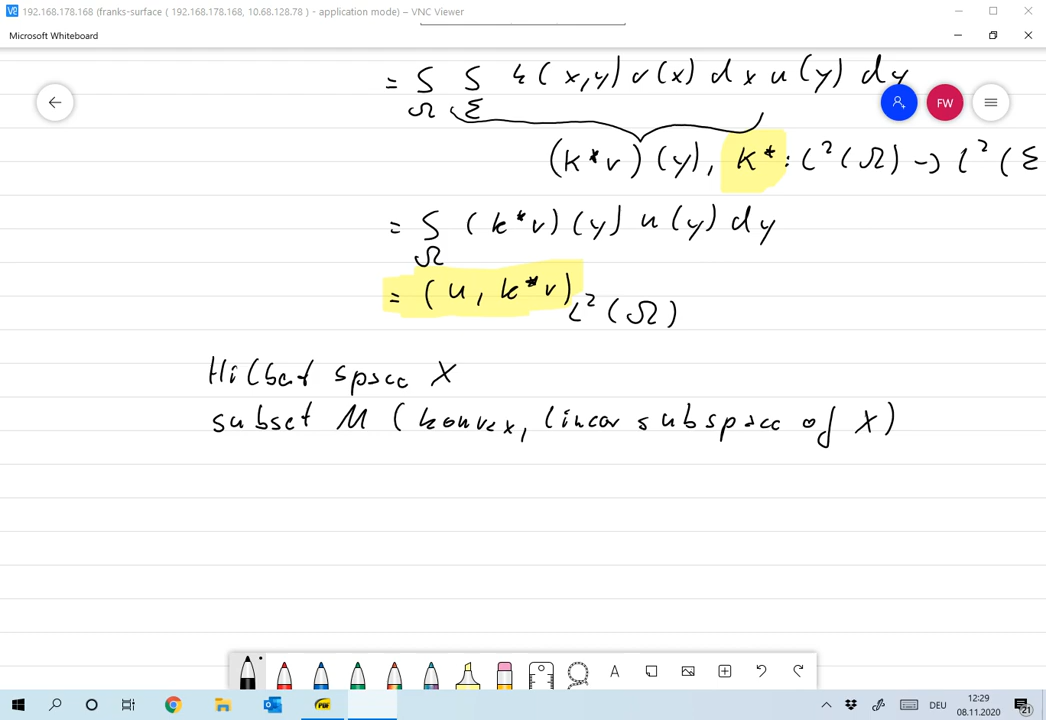 192.168.178.168 (franks-surface ( 192.168.178.168, 10.68.128.78 ) - application mode) – VNC Viewer
Microsoft Whiteboard
= ∫ ∫ k(x,y) v(x) dx u(y) dy
Ω Σ
FW
(k*v)(y), k* : L²(Ω) → L²(Σ
= ∫ (k*v)(y) u(y) dy
Ω
= (u, k*v) L²(Ω)
Hilbert space X
subset M (konvex, linear subspace of X)
A
PDF
DEU
12:29
08.11.2020
21